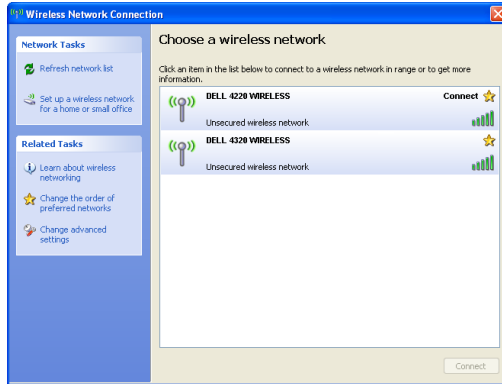 Wireless Network Connection
Network Tasks
Refresh network list
Set up a wireless network
for a home or small office
Related Tasks
Learn about wireless
networking
Change the order of
preferred networks
Change advanced
settings
Choose a wireless network
Click an item in the list below to connect to a wireless network in range or to get more
information.
DELL 4220 WIRELESS
Connect
Unsecured wireless network
DELL 4320 WIRELESS
Unsecured wireless network
Connect